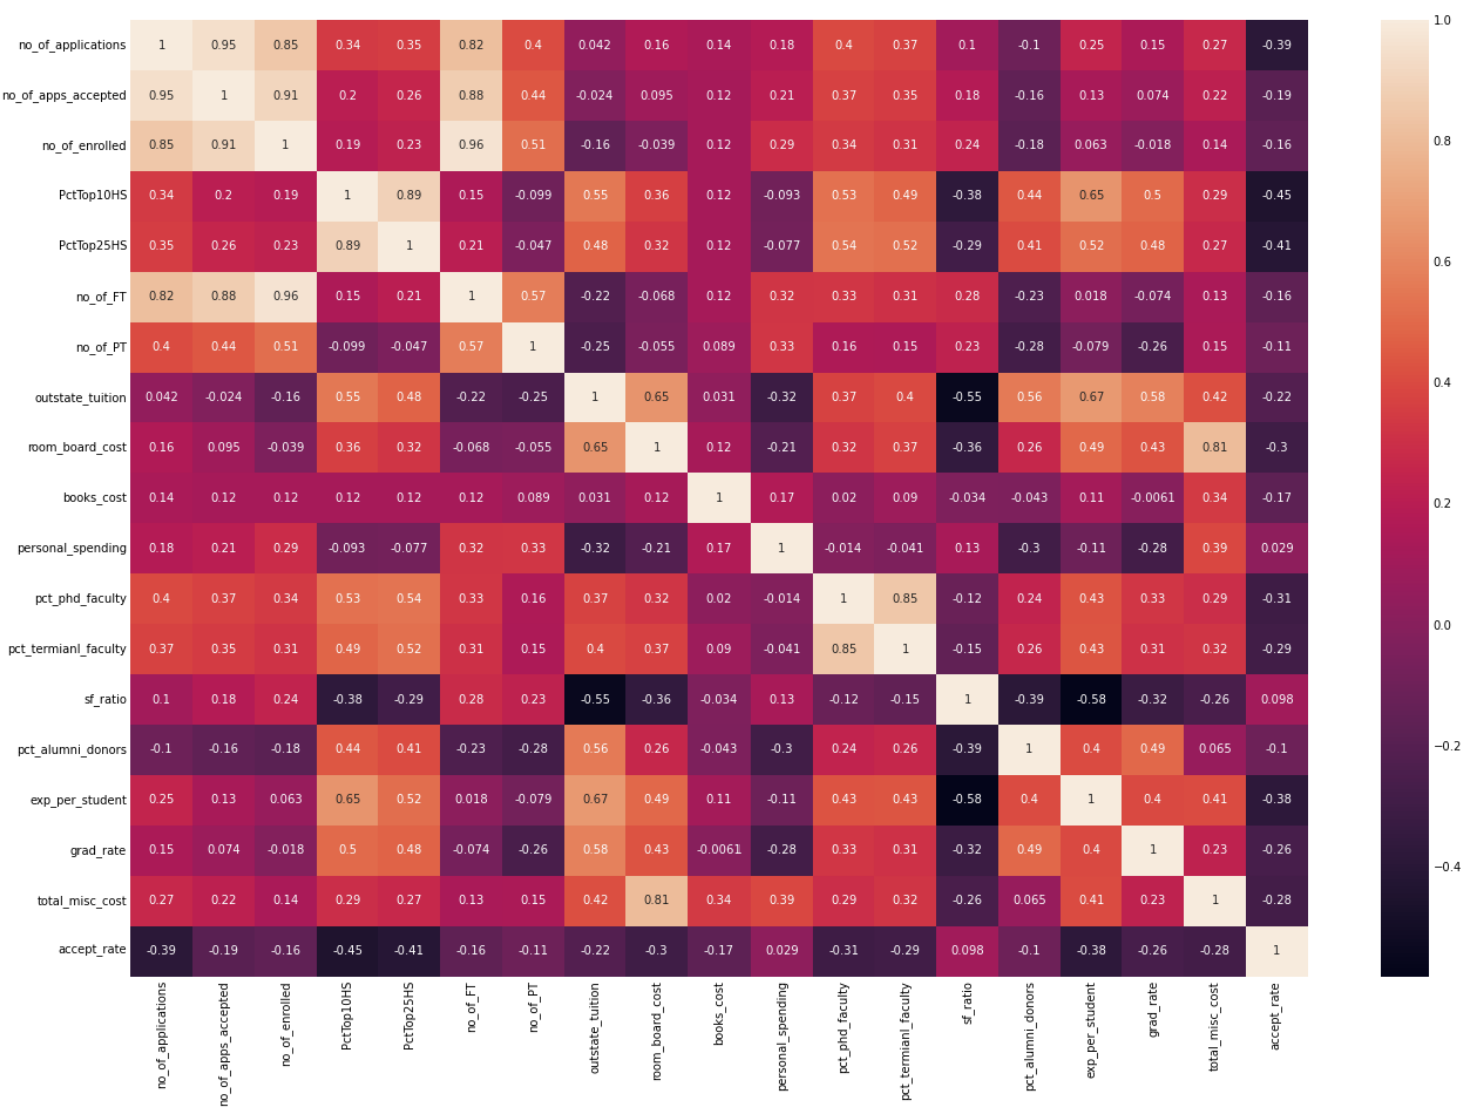 no_of_applications 1 0.95 0.85 0.34 0.35 0.82 0.4 0.042 0.16 0.14 0.18 0.4 0.37 0.1 -0.1 0.25 0.15 0.27 -0.39
no_of_apps_accepted 0.95 1 0.91 0.2 0.26 0.88 0.44 -0.024 0.095 0.12 0.21 0.37 0.35 0.18 -0.16 0.13 0.074 0.22 -0.19
no_of_enrolled 0.85 0.91 1 0.19 0.23 0.96 0.51 -0.16 -0.039 0.12 0.29 0.34 0.31 0.24 -0.18 0.063 -0.018 0.14 -0.16
PctTop10HS 0.34 0.2 0.19 1 0.89 0.15 -0.099 0.55 0.36 0.12 -0.093 0.53 0.49 -0.38 0.44 0.65 0.5 0.29 -0.45
PctTop25HS 0.35 0.26 0.23 0.89 1 0.21 -0.047 0.48 0.32 0.12 -0.077 0.54 0.52 -0.29 0.41 0.52 0.48 0.27 -0.41
no_of_FT 0.82 0.88 0.96 0.15 0.21 1 0.57 -0.22 -0.068 0.12 0.32 0.33 0.31 0.28 -0.23 0.018 -0.074 0.13 -0.16
no_of_PT 0.4 0.44 0.51 -0.099 -0.047 0.57 1 -0.25 -0.055 0.089 0.33 0.16 0.15 0.23 -0.28 -0.079 -0.26 0.15 -0.11
outstate_tuition 0.042 -0.024 -0.16 0.55 0.48 -0.22 -0.25 1 0.65 0.031 -0.32 0.37 0.4 -0.55 0.56 0.67 0.58 0.42 -0.22
room_board_cost 0.16 0.095 -0.039 0.36 0.32 -0.068 -0.055 0.65 1 0.12 -0.21 0.32 0.37 -0.36 0.26 0.49 0.43 0.81 -0.3
books_cost 0.14 0.12 0.12 0.12 0.12 0.12 0.089 0.031 0.12 1 0.17 0.02 0.09 -0.034 -0.043 0.11 -0.0061 0.34 -0.17
personal_spending 0.18 0.21 0.29 -0.093 -0.077 0.32 0.33 -0.32 -0.21 0.17 1 -0.014 -0.041 0.13 -0.3 -0.11 -0.28 0.39 0.029
pct_phd_faculty 0.4 0.37 0.34 0.53 0.54 0.33 0.16 0.37 0.32 0.02 -0.014 1 0.85 -0.12 0.24 0.43 0.33 0.29 -0.31
pct_termianl_faculty 0.37 0.35 0.31 0.49 0.52 0.31 0.15 0.4 0.37 0.09 -0.041 0.85 1 -0.15 0.26 0.43 0.31 0.32 -0.29
sf_ratio 0.1 0.18 0.24 -0.38 -0.29 0.28 0.23 -0.55 -0.36 -0.034 0.13 -0.12 -0.15 1 -0.39 -0.58 -0.32 -0.26 0.098
pct_alumni_donors -0.1 -0.16 -0.18 0.44 0.41 -0.23 -0.28 0.56 0.26 -0.043 -0.3 0.24 0.26 -0.39 1 0.4 0.49 0.065 -0.1
exp_per_student 0.25 0.13 0.063 0.65 0.52 0.018 -0.079 0.67 0.49 0.11 -0.11 0.43 0.43 -0.58 0.4 1 0.4 0.41 -0.38
grad_rate 0.15 0.074 -0.018 0.5 0.48 -0.074 -0.26 0.58 0.43 -0.0061 -0.28 0.33 0.31 -0.32 0.49 0.4 1 0.23 -0.26
total_misc_cost 0.27 0.22 0.14 0.29 0.27 0.13 0.15 0.42 0.81 0.34 0.39 0.29 0.32 -0.26 0.065 0.41 0.23 1 -0.28
accept_rate -0.39 -0.19 -0.16 -0.45 -0.41 -0.16 -0.11 -0.22 -0.3 -0.17 0.029 -0.31 -0.29 0.098 -0.1 -0.38 -0.26 -0.28 1
no_of_applications
no_of_apps_accepted
no_of_enrolled
PctTop10HS
PctTop25HS
no_of_FT
no_of_PT
outstate_tuition
room_board_cost
books_cost
personal_spending
pct_phd_faculty
pct_termianl_faculty
sf_ratio
pct_alumni_donors
exp_per_student
grad_rate
total_misc_cost
accept_rate
1.0
0.8
0.6
0.4
0.2
0.0
−0.2
−0.4